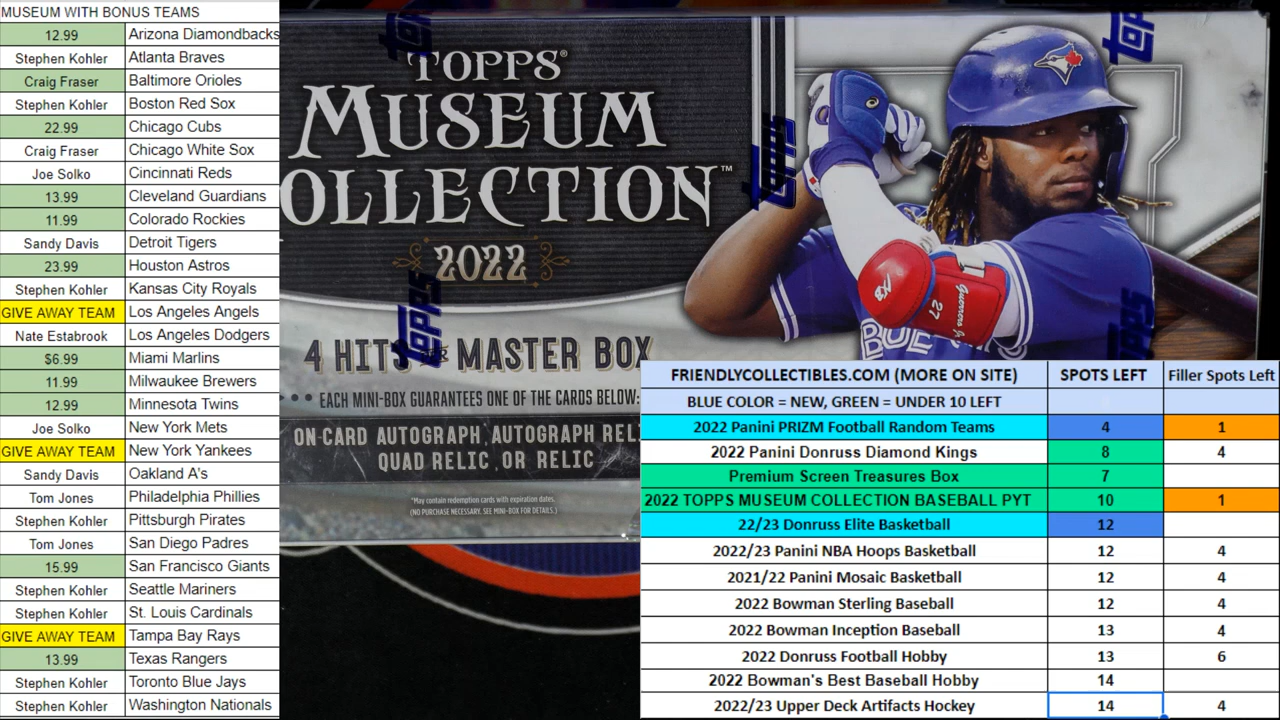 MUSEUM WITH BONUS TEAMS
12.99 Arizona Diamondbacks
Stephen Kohler Atlanta Braves
Craig Fraser Baltimore Orioles
Stephen Kohler Boston Red Sox
22.99 Chicago Cubs
Craig Fraser Chicago White Sox
Joe Solko Cincinnati Reds
13.99 Cleveland Guardians
11.99 Colorado Rockies
Sandy Davis Detroit Tigers
23.99 Houston Astros
Stephen Kohler Kansas City Royals
GIVE AWAY TEAM Los Angeles Angels
Nate Estabrook Los Angeles Dodgers
$6.99 Miami Marlins
11.99 Milwaukee Brewers
12.99 Minnesota Twins
Joe Solko New York Mets
GIVE AWAY TEAM New York Yankees
Sandy Davis Oakland A's
Tom Jones Philadelphia Phillies
Stephen Kohler Pittsburgh Pirates
Tom Jones San Diego Padres
15.99 San Francisco Giants
Stephen Kohler Seattle Mariners
Stephen Kohler St. Louis Cardinals
GIVE AWAY TEAM Tampa Bay Rays
13.99 Texas Rangers
Stephen Kohler Toronto Blue Jays
Stephen Kohler Washington Nationals
TOPPS®
MUSEUM
OLLECTION™
2022
4 HITS MASTER BOX
EACH MINI-BOX GUARANTEES ONE OF THE CARDS BELOW:
ON-CARD AUTOGRAPH, AUTOGRAPH REL
QUAD RELIC, OR RELIC
*May contain redemption cards with expiration dates.
(NO PURCHASE NECESSARY. SEE MINI-BOX FOR DETAILS.)
topps
topps
topps
topps
topps
Guerrero Jr.
27
BLUE
FRIENDLYCOLLECTIBLES.COM (MORE ON SITE) SPOTS LEFT Filler Spots Left
BLUE COLOR = NEW, GREEN = UNDER 10 LEFT
2022 Panini PRIZM Football Random Teams 4 1
2022 Panini Donruss Diamond Kings 8 4
Premium Screen Treasures Box 7
2022 TOPPS MUSEUM COLLECTION BASEBALL PYT 10 1
22/23 Donruss Elite Basketball 12
2022/23 Panini NBA Hoops Basketball 12 4
2021/22 Panini Mosaic Basketball 12 4
2022 Bowman Sterling Baseball 12 4
2022 Bowman Inception Baseball 13 4
2022 Donruss Football Hobby 13 6
2022 Bowman's Best Baseball Hobby 14
2022/23 Upper Deck Artifacts Hockey 14 4